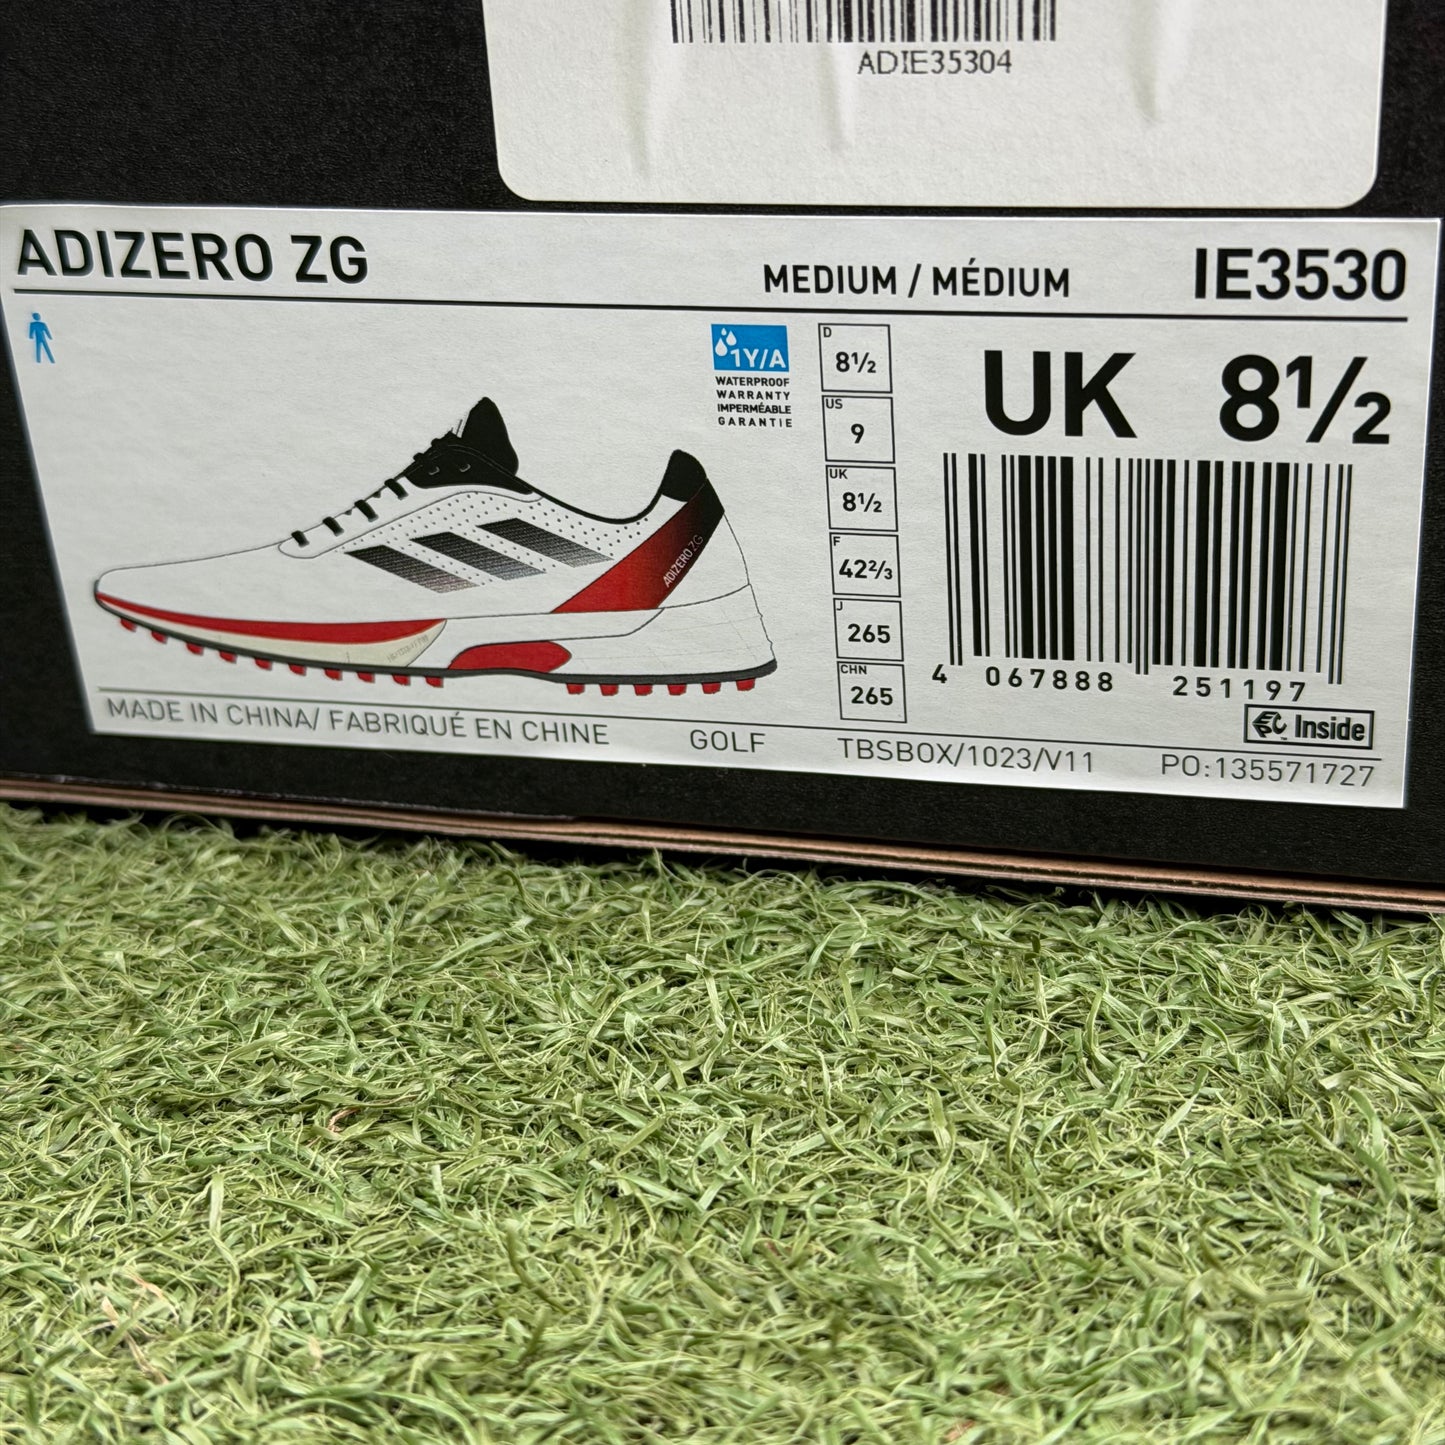 ADIE35304
ADIZERO ZG
MEDIUM / MÉDIUM
IE3530
1Y/A
WATERPROOF
WARRANTY
IMPERMÉABLE
GARANTIE
D
8½
US
9
UK
8½
F
42⅔
J
265
CHN
265
UK 8½
4 067888 251197
Inside
ADIZERO ZG
MADE IN CHINA/ FABRIQUÉ EN CHINE
GOLF
TBSBOX/1023/V11
PO:135571727